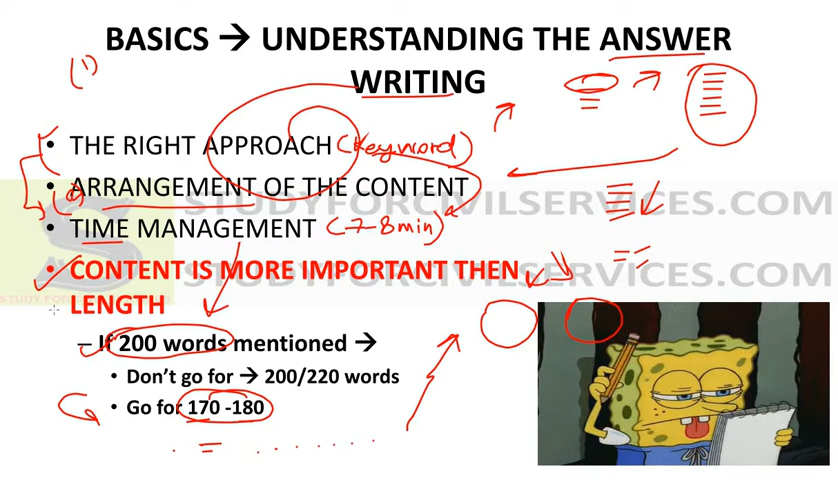 BASICS → UNDERSTANDING THE ANSWER
WRITING
(1)
• THE RIGHT APPROACH (Keyword)
• ARRANGEMENT OF THE CONTENT
• TIME MANAGEMENT (7-8min)
• CONTENT IS MORE IMPORTANT THEN
LENGTH
– If 200 words mentioned →
• Don't go for → 200/220 words
• Go for 170 -180
STUDYFORCIVILSERVICES.COM
STUDYFORCIVILSERVICES.COM